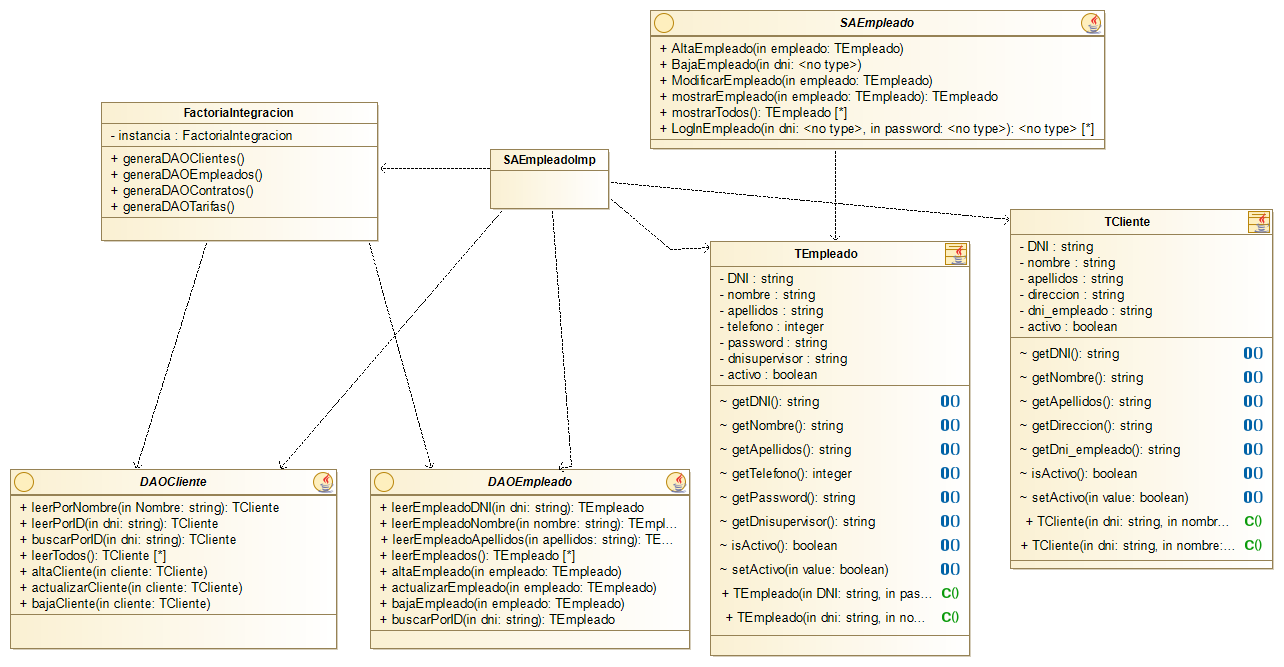 SAEmpleado
+ AltaEmpleado(in empleado: TEmpleado)
+ BajaEmpleado(in dni: <no type>)
+ ModificarEmpleado(in empleado: TEmpleado)
+ mostrarEmpleado(in empleado: TEmpleado): TEmpleado
+ mostrarTodos(): TEmpleado [*]
+ LogInEmpleado(in dni: <no type>, in password: <no type>): <no type> [*]
FactoriaIntegracion
- instancia : FactoriaIntegracion
+ generaDAOClientes()
+ generaDAOEmpleados()
+ generaDAOContratos()
+ generaDAOTarifas()
SAEmpleadoImp
TCliente
- DNI : string
- nombre : string
- apellidos : string
- direccion : string
- dni_empleado : string
- activo : boolean
~ getDNI(): string
~ getNombre(): string
~ getApellidos(): string
~ getDireccion(): string
~ getDni_empleado(): string
~ isActivo(): boolean
~ setActivo(in value: boolean)
+ TCliente(in dni: string, in nombr...
+ TCliente(in dni: string, in nombre:...
TEmpleado
- DNI : string
- nombre : string
- apellidos : string
- telefono : integer
- password : string
- dnisupervisor : string
- activo : boolean
~ getDNI(): string
~ getNombre(): string
~ getApellidos(): string
~ getTelefono(): integer
~ getPassword(): string
~ getDnisupervisor(): string
~ isActivo(): boolean
~ setActivo(in value: boolean)
+ TEmpleado(in DNI: string, in pas...
+ TEmpleado(in dni: string, in no...
DAOCliente
+ leerPorNombre(in Nombre: string): TCliente
+ leerPorID(in dni: string): TCliente
+ buscarPorID(in dni: string): TCliente
+ leerTodos(): TCliente [*]
+ altaCliente(in cliente: TCliente)
+ actualizarCliente(in cliente: TCliente)
+ bajaCliente(in cliente: TCliente)
DAOEmpleado
+ leerEmpleadoDNI(in dni: string): TEmpleado
+ leerEmpleadoNombre(in nombre: string): TEmpl...
+ leerEmpleadoApellidos(in apellidos: string): TE...
+ leerEmpleados(): TEmpleado [*]
+ altaEmpleado(in empleado: TEmpleado)
+ actualizarEmpleado(in empleado: TEmpleado)
+ bajaEmpleado(in empleado: TEmpleado)
+ buscarPorID(in dni: string): TEmpleado